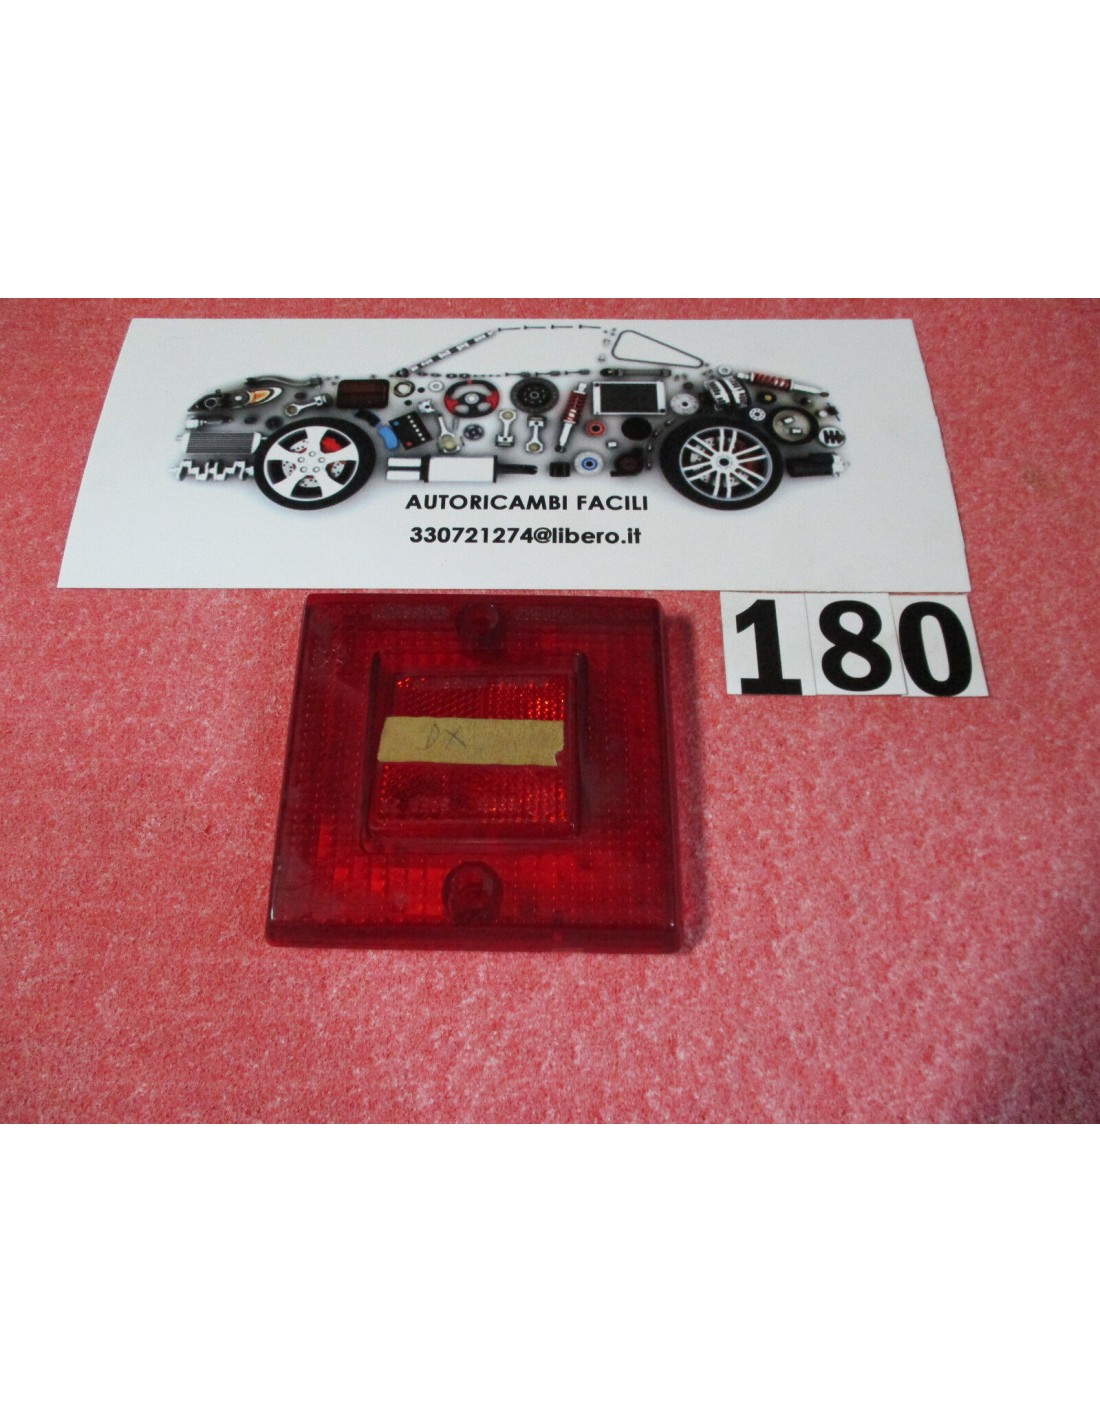 AUTORICAMBI FACILI
330721274@libero.it
180
DX